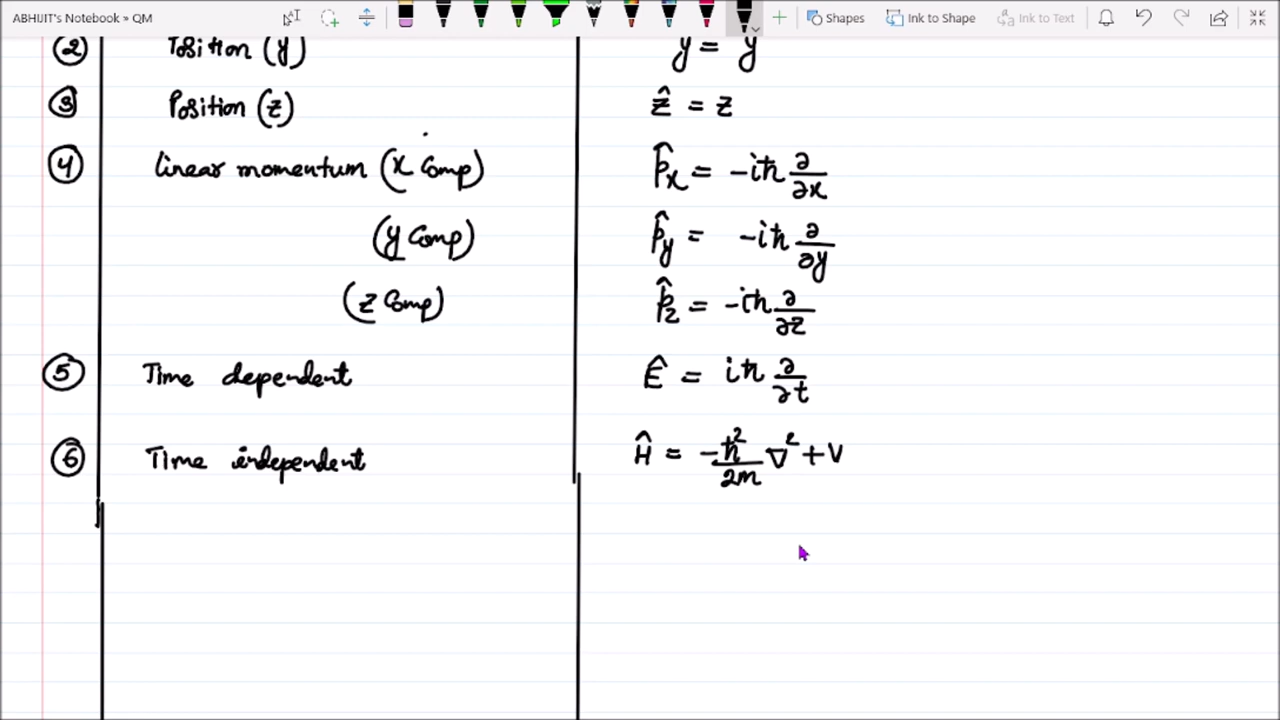 ABHIJIT's Notebook » QM Shapes Ink to Shape Ink to Text
② Position (y) ŷ = y
③ Position (z) ẑ = z
④ linear momentum (x Comp) p̂x = -iħ ∂/∂x
(y Comp) p̂y = -iħ ∂/∂y
(z Comp) p̂z = -iħ ∂/∂z
⑤ Time dependent Ê = iħ ∂/∂t
⑥ Time independent Ĥ = -ħ²/2m ∇² + V